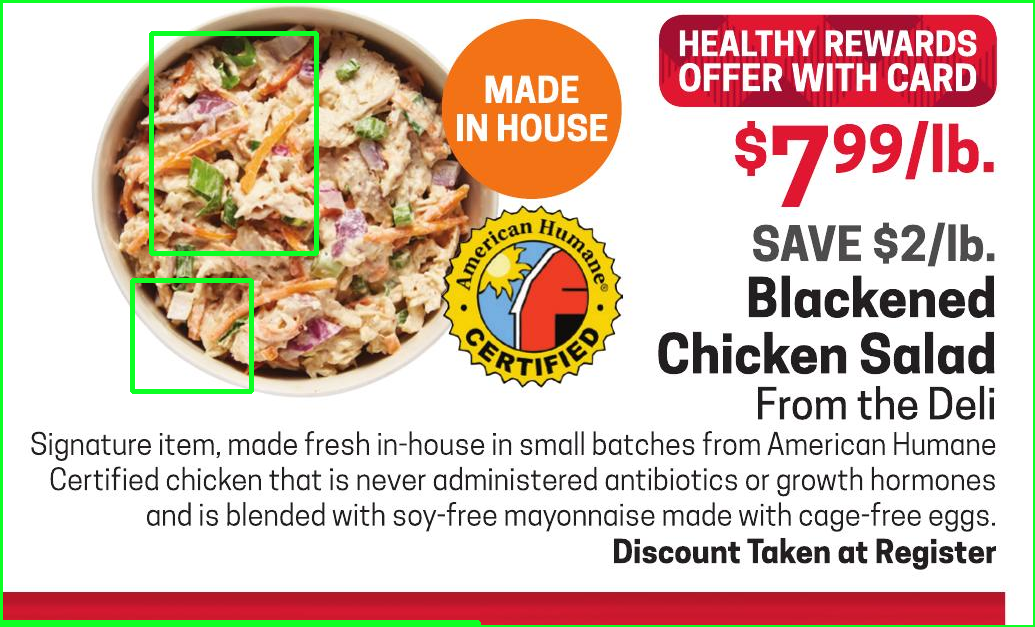 HEALTHY REWARDS
OFFER WITH CARD
MADE
IN HOUSE
$7 99/lb.
SAVE $2/lb.
American Humane®
CERTIFIED
Blackened
Chicken Salad
From the Deli
Signature item, made fresh in-house in small batches from American Humane
Certified chicken that is never administered antibiotics or growth hormones
and is blended with soy-free mayonnaise made with cage-free eggs.
Discount Taken at Register